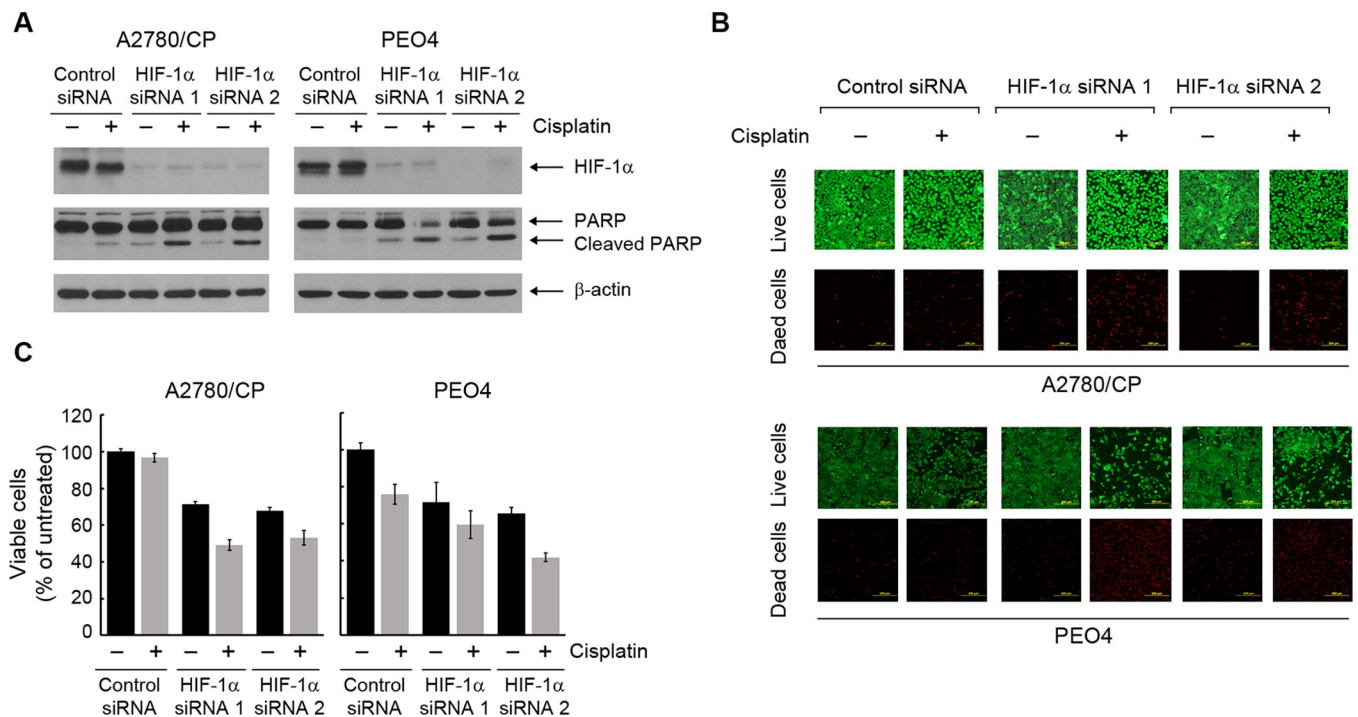 A
A2780/CP
PEO4
Control siRNA
HIF-1α siRNA 1
HIF-1α siRNA 2
Control siRNA
HIF-1α siRNA 1
HIF-1α siRNA 2
− + − + − + − + − + − + Cisplatin
HIF-1α
PARP
Cleaved PARP
β-actin
B
Control siRNA
HIF-1α siRNA 1
HIF-1α siRNA 2
Cisplatin − + − + − +
Live cells
Daed cells
A2780/CP
Live cells
Dead cells
PEO4
C
A2780/CP
PEO4
Viable cells
(% of untreated)
120
100
80
60
40
20
0
− + − + − + − + − + − + Cisplatin
Control siRNA
HIF-1α siRNA 1
HIF-1α siRNA 2
Control siRNA
HIF-1α siRNA 1
HIF-1α siRNA 2